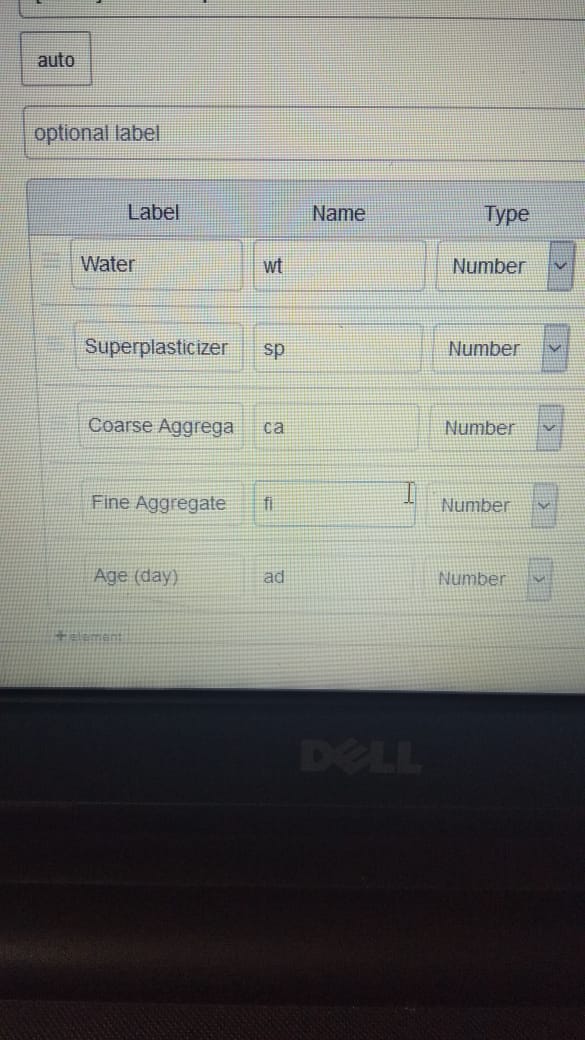 auto
optional label
Label Name Type
Water wt Number
Superplasticizer sp Number
Coarse Aggrega ca Number
Fine Aggregate fi Number
Age (day) ad Number
+ element
DELL